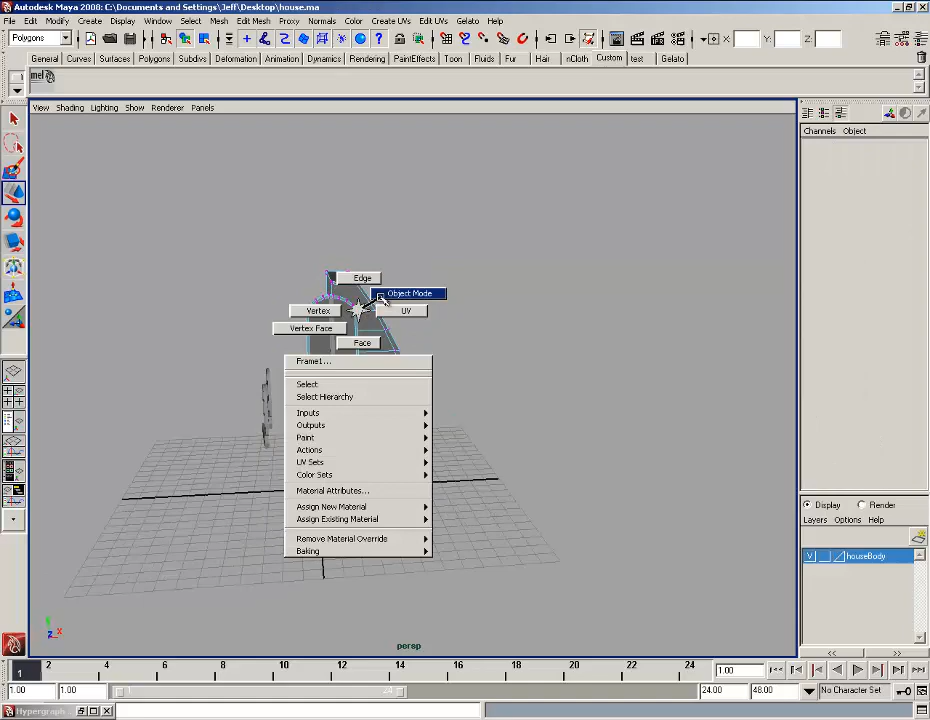 Autodesk Maya 2008: C:\Documents and Settings\Jeff\Desktop\house.ma
File Edit Modify Create Display Window Select Mesh Edit Mesh Proxy Normals Color Create UVs Edit UVs Gelato Help
Polygons X: Y: Z:
General Curves Surfaces Polygons Subdivs Deformation Animation Dynamics Rendering PaintEffects Toon Fluids Fur Hair nCloth Custom test Gelato
mel
View Shading Lighting Show Renderer Panels
Channels Object
Edge
Object Mode
Vertex UV
Vertex Face
Face
Frame1...
Select
Select Hierarchy
Inputs
Outputs
Paint
Actions
UV Sets
Color Sets
Material Attributes...
Assign New Material
Assign Existing Material
Remove Material Override
Baking
Display Render
Layers Options Help
V houseBody
persp
1 2 4 6 8 10 12 14 16 18 20 22 24 1.00
1.00 1.00 1 24 24.00 48.00 No Character Set
Hypergraph